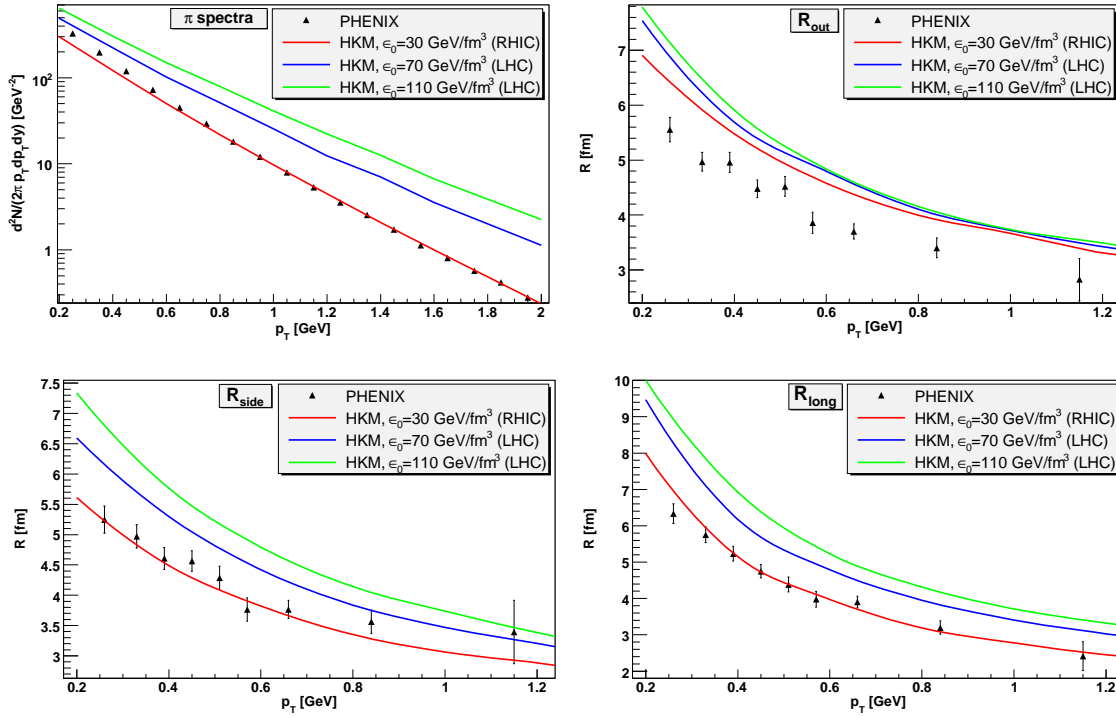 π spectra
PHENIX
HKM, ε₀=30 GeV/fm³ (RHIC)
HKM, ε₀=70 GeV/fm³ (LHC)
HKM, ε₀=110 GeV/fm³ (LHC)
d²N/(2π p_T dp_T dy) [GeV⁻²]
10²
10
1
0.2 0.4 0.6 0.8 1 1.2 1.4 1.6 1.8 2
p_T [GeV]
R_out
PHENIX
HKM, ε₀=30 GeV/fm³ (RHIC)
HKM, ε₀=70 GeV/fm³ (LHC)
HKM, ε₀=110 GeV/fm³ (LHC)
R [fm]
7
6
5
4
3
0.2 0.4 0.6 0.8 1 1.2
p_T [GeV]
R_side
PHENIX
HKM, ε₀=30 GeV/fm³ (RHIC)
HKM, ε₀=70 GeV/fm³ (LHC)
HKM, ε₀=110 GeV/fm³ (LHC)
R [fm]
7.5
7
6.5
6
5.5
5
4.5
4
3.5
3
0.2 0.4 0.6 0.8 1 1.2
p_T [GeV]
R_long
PHENIX
HKM, ε₀=30 GeV/fm³ (RHIC)
HKM, ε₀=70 GeV/fm³ (LHC)
HKM, ε₀=110 GeV/fm³ (LHC)
R [fm]
10
9
8
7
6
5
4
3
2
0.2 0.4 0.6 0.8 1 1.2
p_T [GeV]